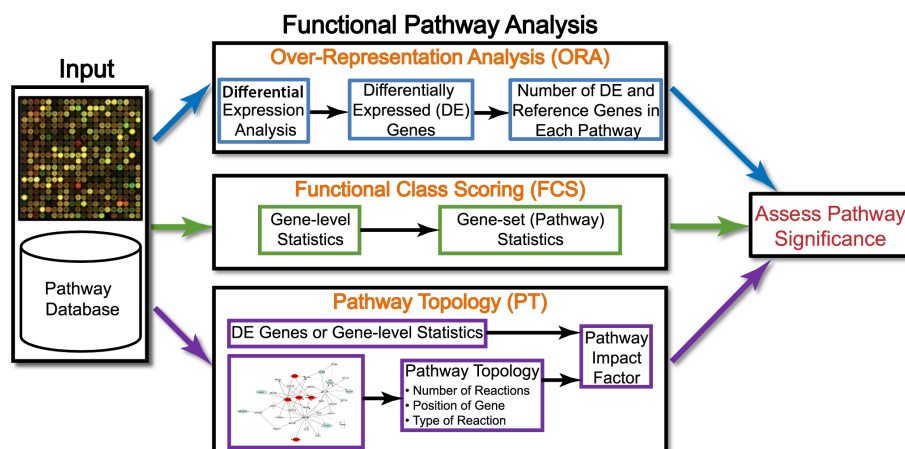 Functional Pathway Analysis
Input
Pathway
Database
Over-Representation Analysis (ORA)
Differential
Expression
Analysis
Differentially
Expressed (DE)
Genes
Number of DE and
Reference Genes in
Each Pathway
Functional Class Scoring (FCS)
Gene-level
Statistics
Gene-set (Pathway)
Statistics
Pathway Topology (PT)
DE Genes or Gene-level Statistics
Pathway Topology
• Number of Reactions
• Position of Gene
• Type of Reaction
Pathway
Impact
Factor
Assess Pathway
Significance